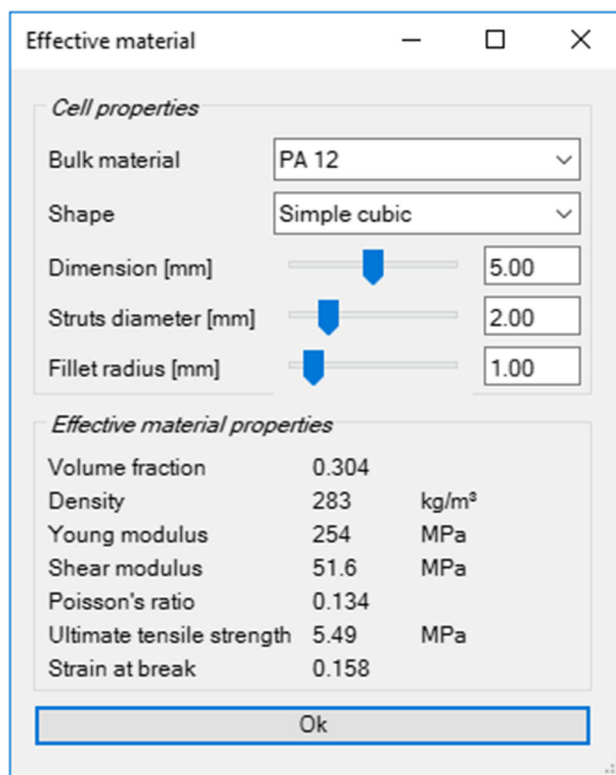 Effective material
Cell properties
Bulk material PA 12
Shape Simple cubic
Dimension [mm] 5.00
Struts diameter [mm] 2.00
Fillet radius [mm] 1.00
Effective material properties
Volume fraction 0.304
Density 283 kg/m³
Young modulus 254 MPa
Shear modulus 51.6 MPa
Poisson's ratio 0.134
Ultimate tensile strength 5.49 MPa
Strain at break 0.158
Ok